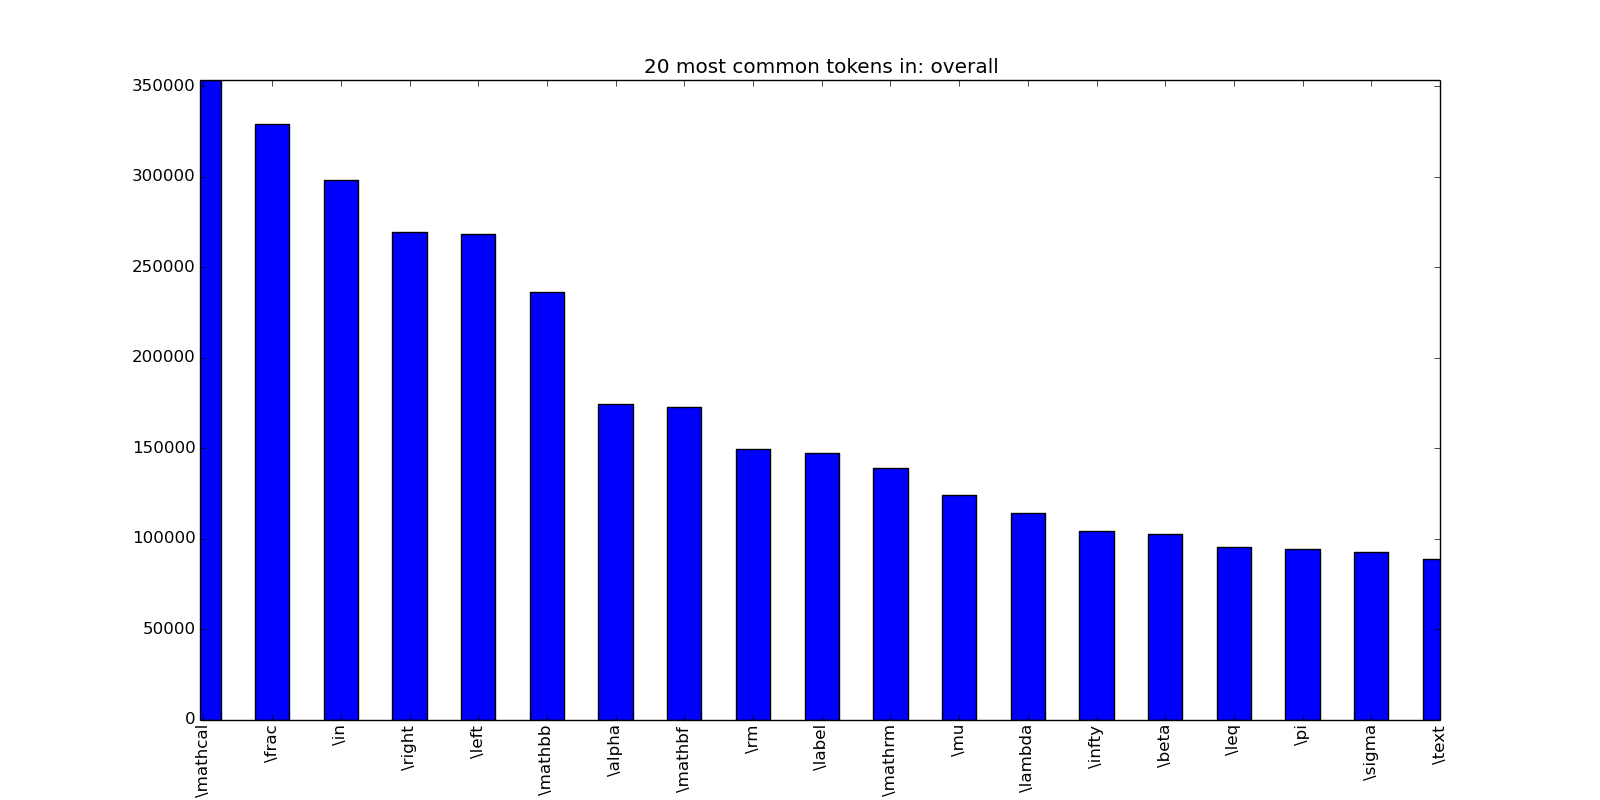 20 most common tokens in: overall
350000
300000
250000
200000
150000
100000
50000
0
\mathcal
\frac
\in
\right
\left
\mathbb
\alpha
\mathbf
\rm
\label
\mathrm
\mu
\lambda
\infty
\beta
\leq
\pi
\sigma
\text